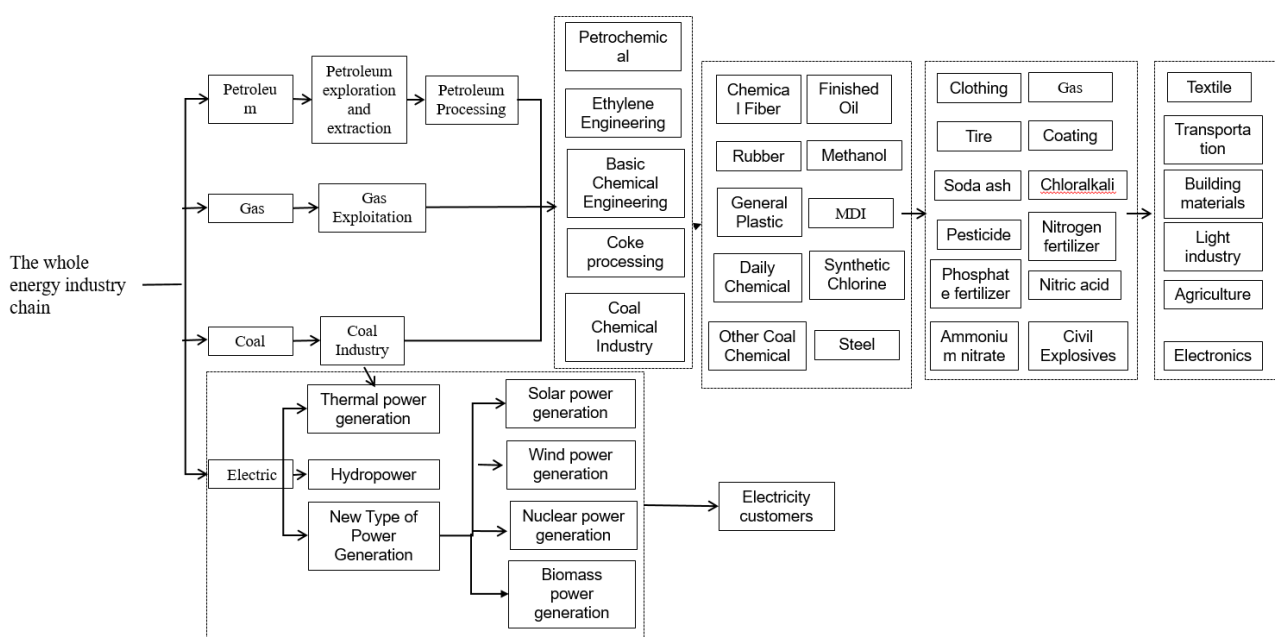 The whole
energy industry
chain
Petroleu
m
Petroleum
exploration
and
extraction
Petroleum
Processing
Gas
Gas
Exploitation
Coal
Coal
Industry
Electric
Thermal power
generation
Hydropower
New Type of
Power
Generation
Solar power
generation
Wind power
generation
Nuclear power
generation
Biomass
power
generation
Electricity
customers
Petrochemic
al
Ethylene
Engineering
Basic
Chemical
Engineering
Coke
processing
Coal
Chemical
Industry
Chemica
l Fiber
Finished
Oil
Rubber
Methanol
General
Plastic
MDI
Daily
Chemical
Synthetic
Chlorine
Other Coal
Chemical
Steel
Clothing
Gas
Tire
Coating
Soda ash
Chloralkali
Pesticide
Nitrogen
fertilizer
Phosphat
e fertilizer
Nitric acid
Ammoniu
m nitrate
Civil
Explosives
Textile
Transporta
tion
Building
materials
Light
industry
Agriculture
Electronics